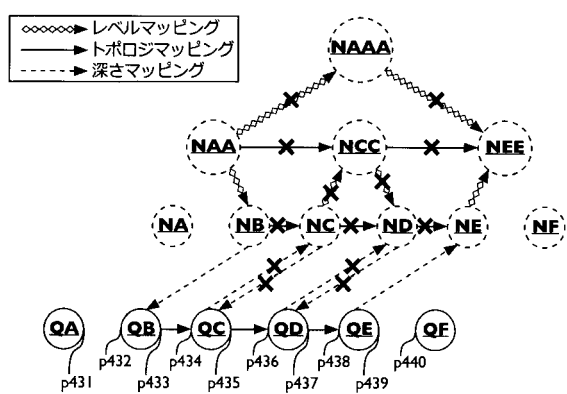 レベルマッピング
トポロジマッピング
深さマッピング
NAAA
NAA NCC NEE
NA NB NC ND NE NF
QA QB QC QD QE QF
p432 p434 p436 p438 p440
p431 p433 p435 p437 p439